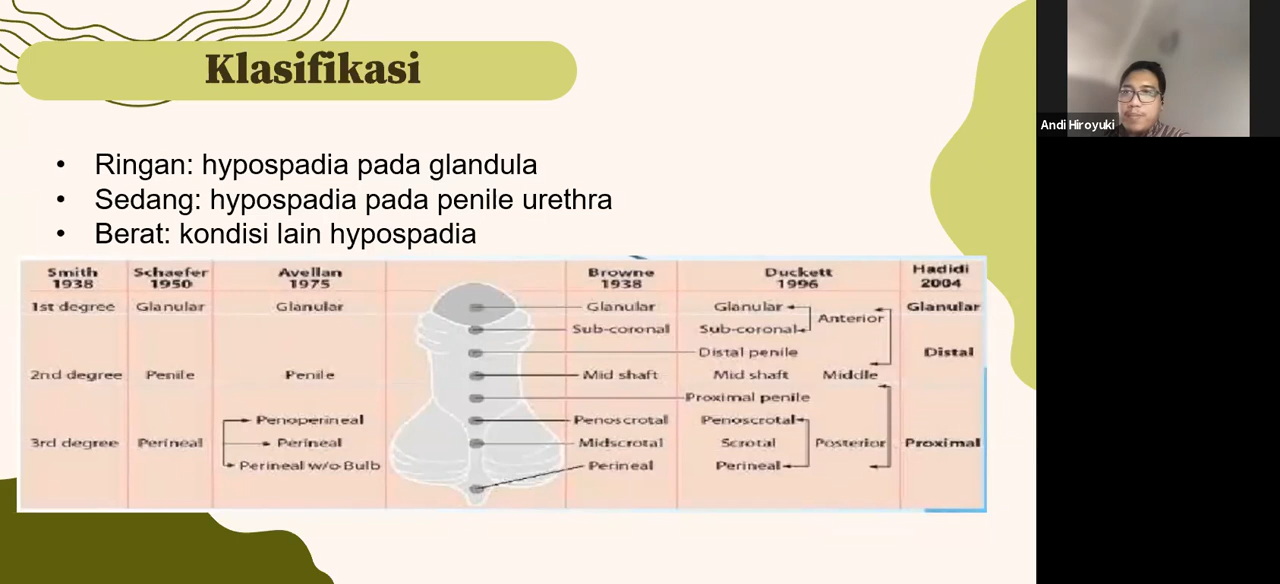 Klasifikasi
Andi Hiroyuki
• Ringan: hypospadia pada glandula
• Sedang: hypospadia pada penile urethra
• Berat: kondisi lain hypospadia
Smith 1938
Schaefer 1950
Avellan 1975
Browne 1938
Duckett 1996
Hadidi 2004
1st degree Glanular Glanular Glanular Glanular Anterior Glanular
Sub-coronal Sub-coronal
Distal penile Distal
2nd degree Penile Penile Mid shaft Mid shaft Middle
Proximal penile
Penoperineal Penoscrotal Penoscrotal
3rd degree Perineal Perineal Midscrotal Scrotal Posterior Proximal
Perineal w/o Bulb Perineal Perineal